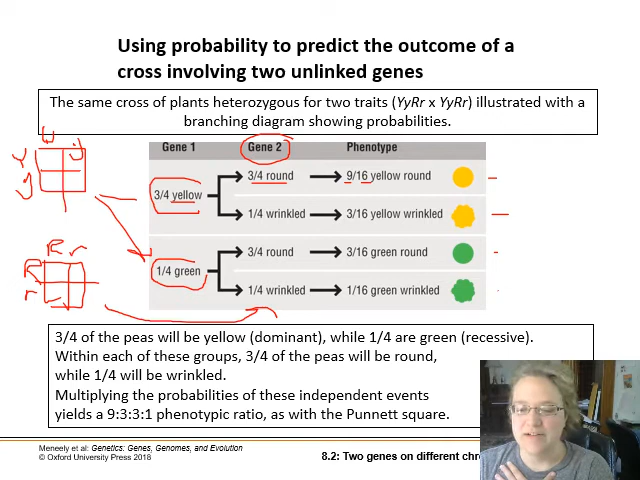 Using probability to predict the outcome of a
cross involving two unlinked genes
The same cross of plants heterozygous for two traits (YyRr x YyRr) illustrated with a
branching diagram showing probabilities.
Gene 1 Gene 2 Phenotype
3/4 yellow
3/4 round 9/16 yellow round
1/4 wrinkled 3/16 yellow wrinkled
1/4 green
3/4 round 3/16 green round
1/4 wrinkled 1/16 green wrinkled
Y
y
R r
R
r
3/4 of the peas will be yellow (dominant), while 1/4 are green (recessive).
Within each of these groups, 3/4 of the peas will be round,
while 1/4 will be wrinkled.
Multiplying the probabilities of these independent events
yields a 9:3:3:1 phenotypic ratio, as with the Punnett square.
Meneely et al: Genetics: Genes, Genomes, and Evolution
© Oxford University Press 2018
8.2: Two genes on different chr